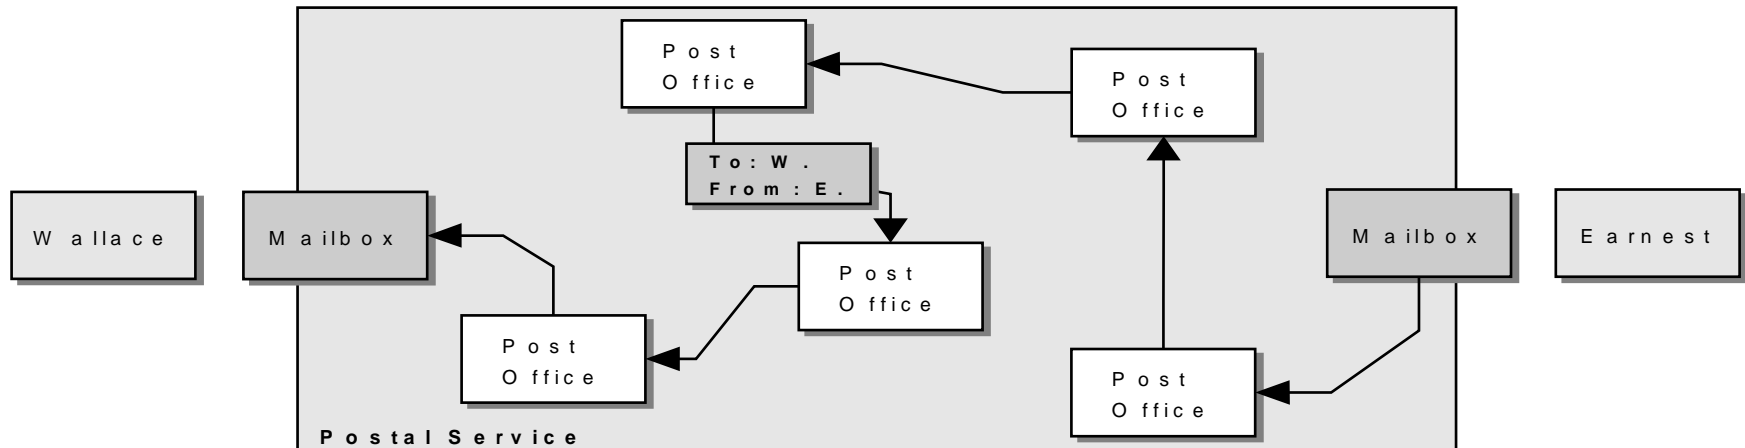 Post
Office
Post
Office
To: W.
From: E.
Wallace
Mailbox
Mailbox
Earnest
Post
Office
Post
Office
Post
Office
Postal Service